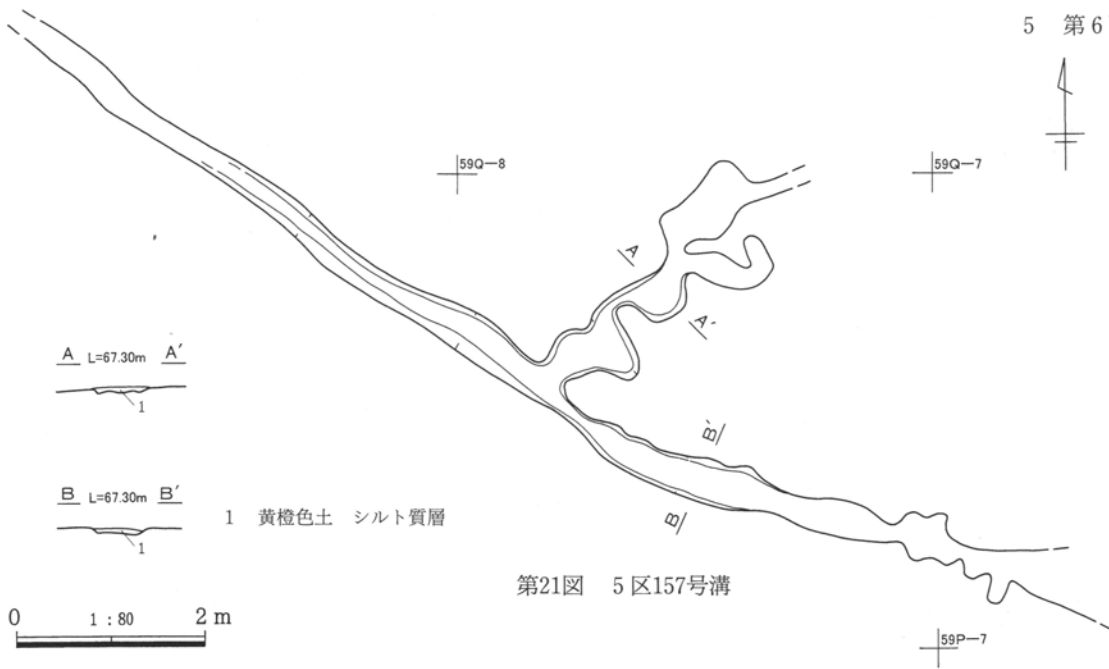 5　第6
59Q—8
59Q—7
A
A′
A　L=67.30m　A′
1
B′
B
B　L=67.30m　B′
1
1　黄橙色土　シルト質層
第21図　5区157号溝
0　1：80　2 m
59P—7